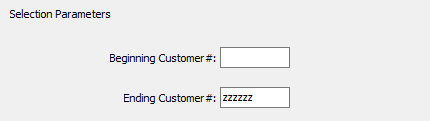 Selection Parameters
Beginning Customer#:
Ending Customer#: zzzzzz